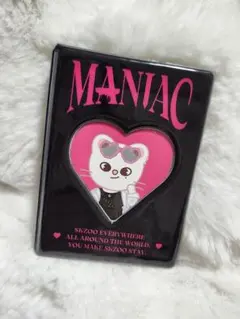 MANIAC
SKZOO EVERYWHERE
ALL AROUND THE WORLD,
YOU MAKE SKZOO STAY.